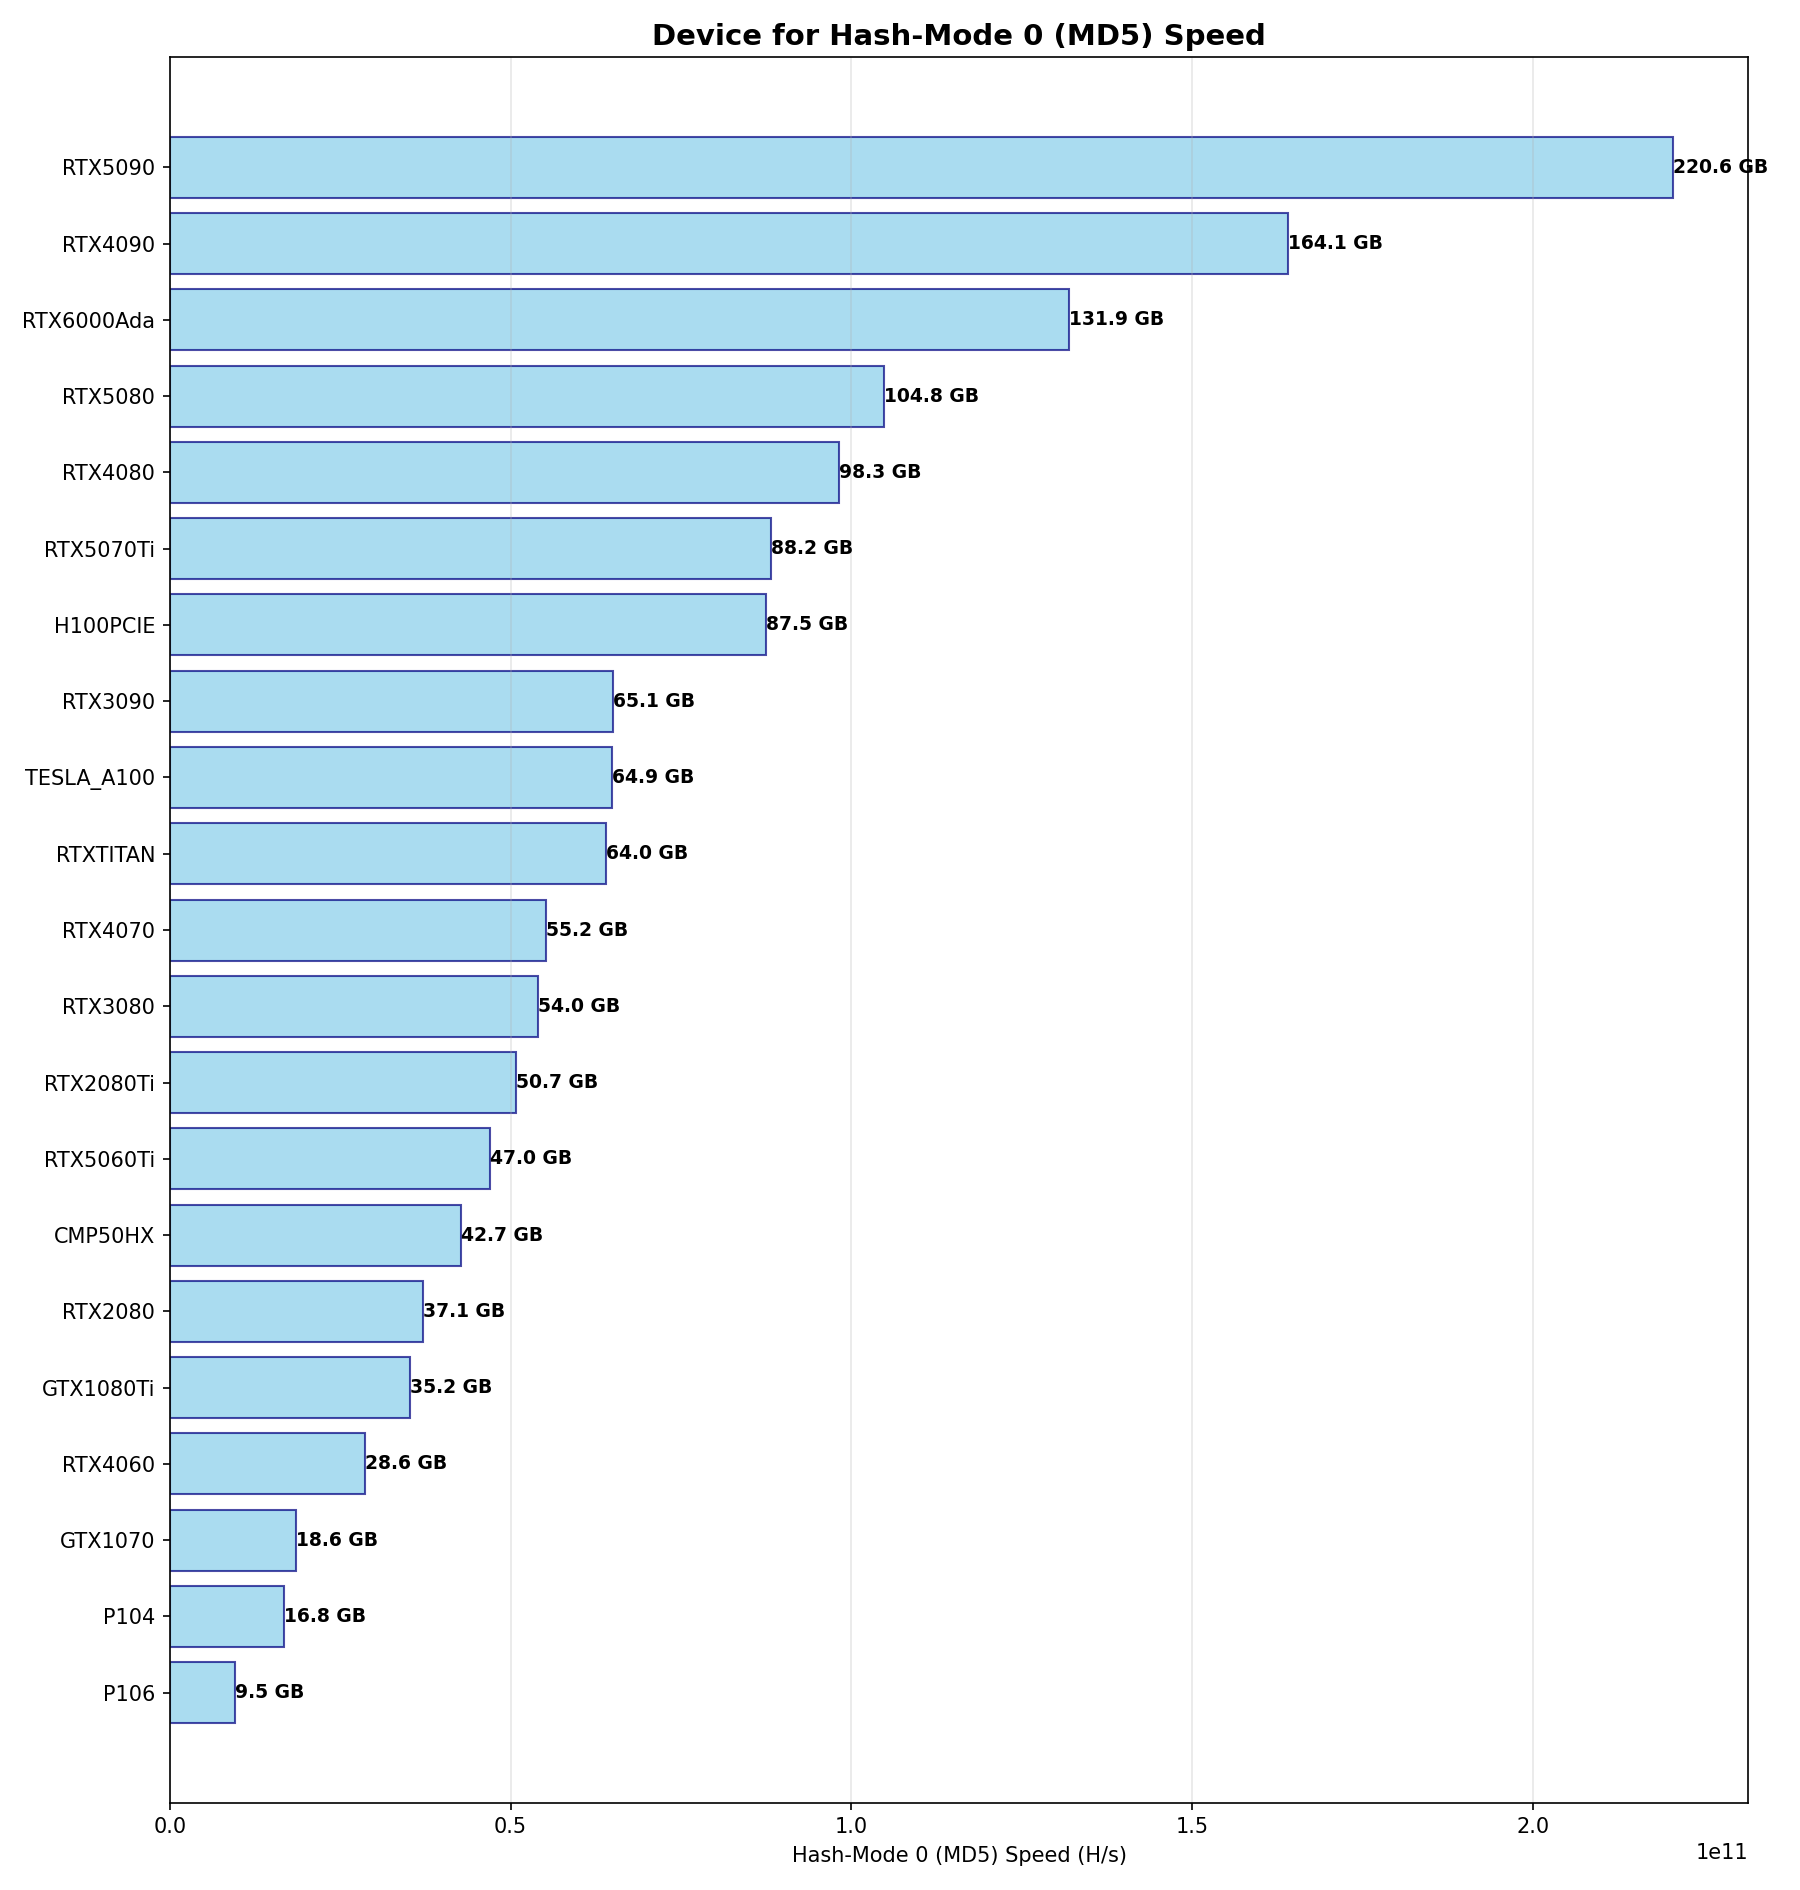 Device for Hash-Mode 0 (MD5) Speed
RTX5090 220.6 GB
RTX4090 164.1 GB
RTX6000Ada 131.9 GB
RTX5080 104.8 GB
RTX4080 98.3 GB
RTX5070Ti 88.2 GB
H100PCIE 87.5 GB
RTX3090 65.1 GB
TESLA_A100 64.9 GB
RTXTITAN 64.0 GB
RTX4070 55.2 GB
RTX3080 54.0 GB
RTX2080Ti 50.7 GB
RTX5060Ti 47.0 GB
CMP50HX 42.7 GB
RTX2080 37.1 GB
GTX1080Ti 35.2 GB
RTX4060 28.6 GB
GTX1070 18.6 GB
P104 16.8 GB
P106 9.5 GB
0.0 0.5 1.0 1.5 2.0
1e11
Hash-Mode 0 (MD5) Speed (H/s)